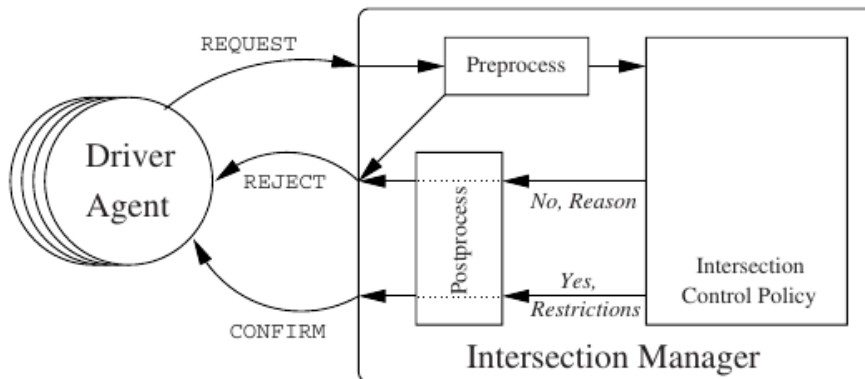 REQUEST
Preprocess
Driver
Agent
REJECT
No, Reason
Postprocess
Yes,
Restrictions
Intersection
Control Policy
CONFIRM
Intersection Manager